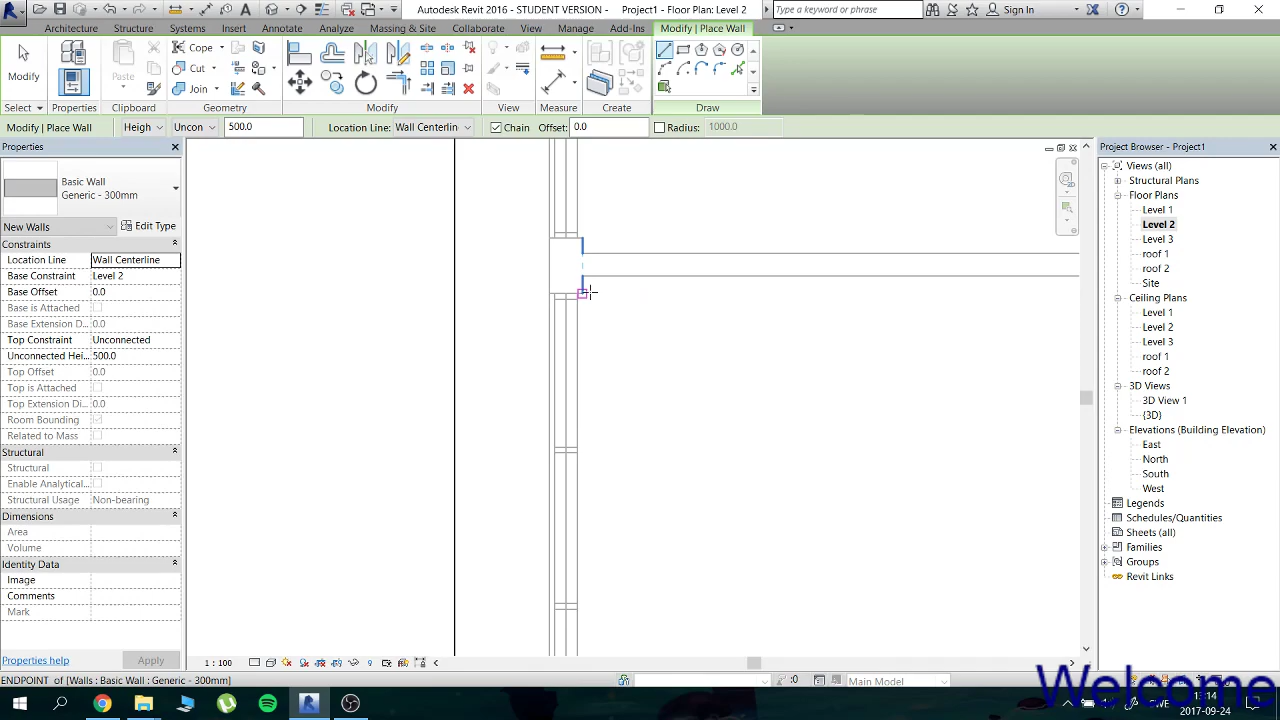 Autodesk Revit 2016 - STUDENT VERSION - Project1 - Floor Plan: Level 2
Type a keyword or phrase
Sign In
Architecture Structure Systems Insert Annotate Analyze Massing & Site Collaborate View Manage Add-Ins Modify | Place Wall
Modify Paste Cope Cut Join
Select Properties Clipboard Geometry Modify View Measure Create Draw
Modify | Place Wall Heigh Uncon 500.0 Location Line: Wall Centerlin Chain Offset: 0.0 Radius: 1000.0
Properties
Basic Wall
Generic - 300mm
New Walls Edit Type
Constraints
Location Line Wall Centerline
Base Constraint Level 2
Base Offset 0.0
Base is Attached
Base Extension D...
0.0
Top Constraint Unconnected
Unconnected Hei... 500.0
Top Offset 0.0
Top is Attached
Top Extension Di... 0.0
Room Bounding
Related to Mass
Structural
Structural
Enable Analytical...
Structural Usage Non-bearing
Dimensions
Area
Volume
Identity Data
Image
Comments
Mark
Properties help Apply
1 : 100
Project Browser - Project1
Views (all)
Structural Plans
Floor Plans
Level 1
Level 2
Level 3
roof 1
roof 2
Site
Ceiling Plans
Level 1
Level 2
Level 3
roof 1
roof 2
3D Views
3D View 1
{3D}
Elevations (Building Elevation)
East
North
South
West
Legends
Schedules/Quantities
Sheets (all)
Families
Groups
Revit Links
ENDPOINT of [Walls : Basic Wall : Generic - 300mm]
:0
Main Model
Welcome
SWE
13:14
2017-09-24